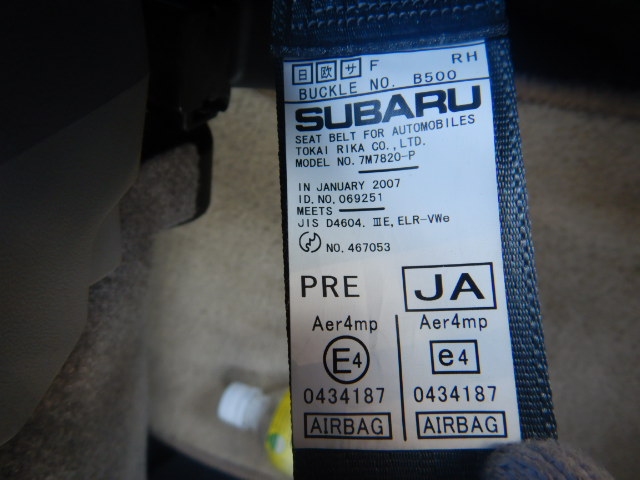 日 欧 サ F RH
BUCKLE NO. B500
SUBARU
SEAT BELT FOR AUTOMOBILES
TOKAI RIKA CO., LTD.
MODEL NO. 7M7820-P
IN JANUARY 2007
ID. NO. 069251
MEETS
JIS D4604. ⅢE, ELR-VWe
NO. 467053
PRE JA
Aer4mp Aer4mp
E4 e4
0434187 0434187
AIRBAG AIRBAG